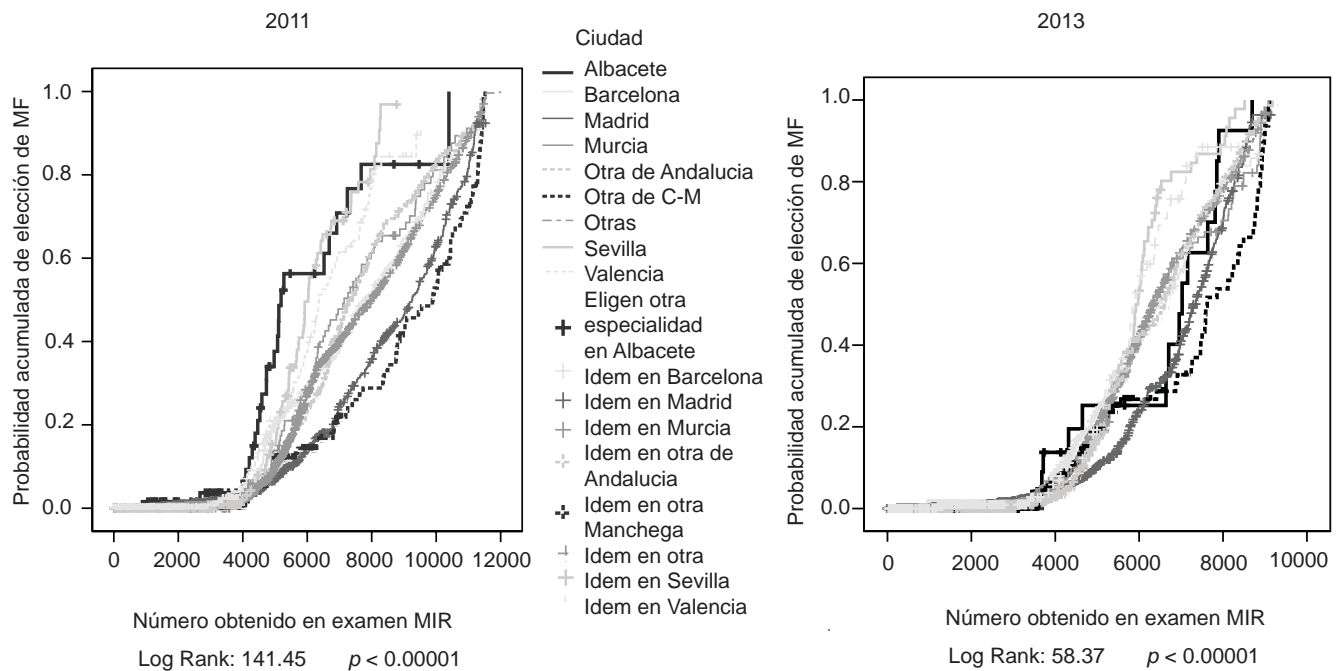 2011
Probabilidad acumulada de elección de MF
1.0
0.8
0.6
0.4
0.2
0.0
0
2000
4000
6000
8000
10000
12000
Número obtenido en examen MIR
Log Rank: 141.45
p < 0.00001
Ciudad
Albacete
Barcelona
Madrid
Murcia
Otra de Andalucia
Otra de C-M
Otras
Sevilla
Valencia
Eligen otra
especialidad
en Albacete
Idem en Barcelona
Idem en Madrid
Idem en Murcia
Idem en otra de
Andalucia
Idem en otra
Manchega
Idem en otra
Idem en Sevilla
Idem en Valencia
2013
Probabilidad acumulada de elección de MF
1.0
0.8
0.6
0.4
0.2
0.0
0
2000
4000
6000
8000
10000
Número obtenido en examen MIR
Log Rank: 58.37
p < 0.00001